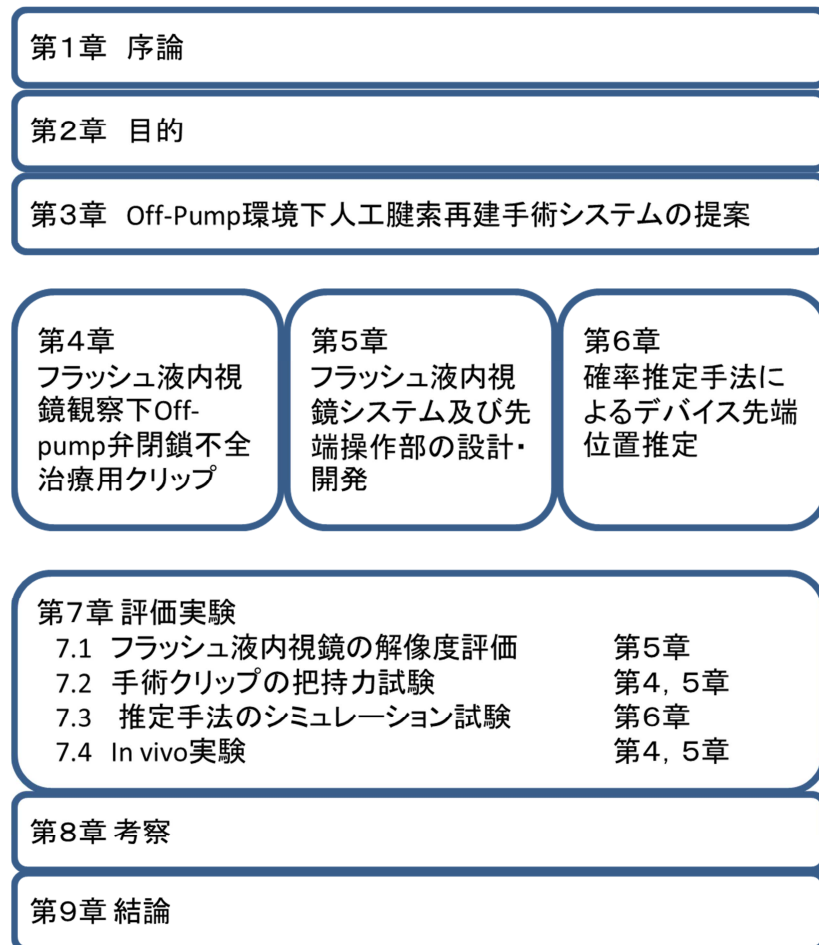 第1章 序論
第2章 目的
第3章 Off-Pump環境下人工腱索再建手術システムの提案
第4章
フラッシュ液内視
鏡観察下Off-
pump弁閉鎖不全
治療用クリップ
第5章
フラッシュ液内視
鏡システム及び先
端操作部の設計・
開発
第6章
確率推定手法に
よるデバイス先端
位置推定
第7章 評価実験
7.1 フラッシュ液内視鏡の解像度評価 第5章
7.2 手術クリップの把持力試験 第4, 5章
7.3 推定手法のシミュレーション試験 第6章
7.4 In vivo実験 第4, 5章
第8章 考察
第9章 結論